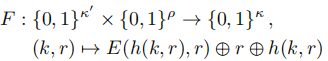 F : {0, 1}^κ′ × {0, 1}^ρ → {0, 1}^κ ,
(k, r) ↦ E(h(k, r), r) ⊕ r ⊕ h(k, r)